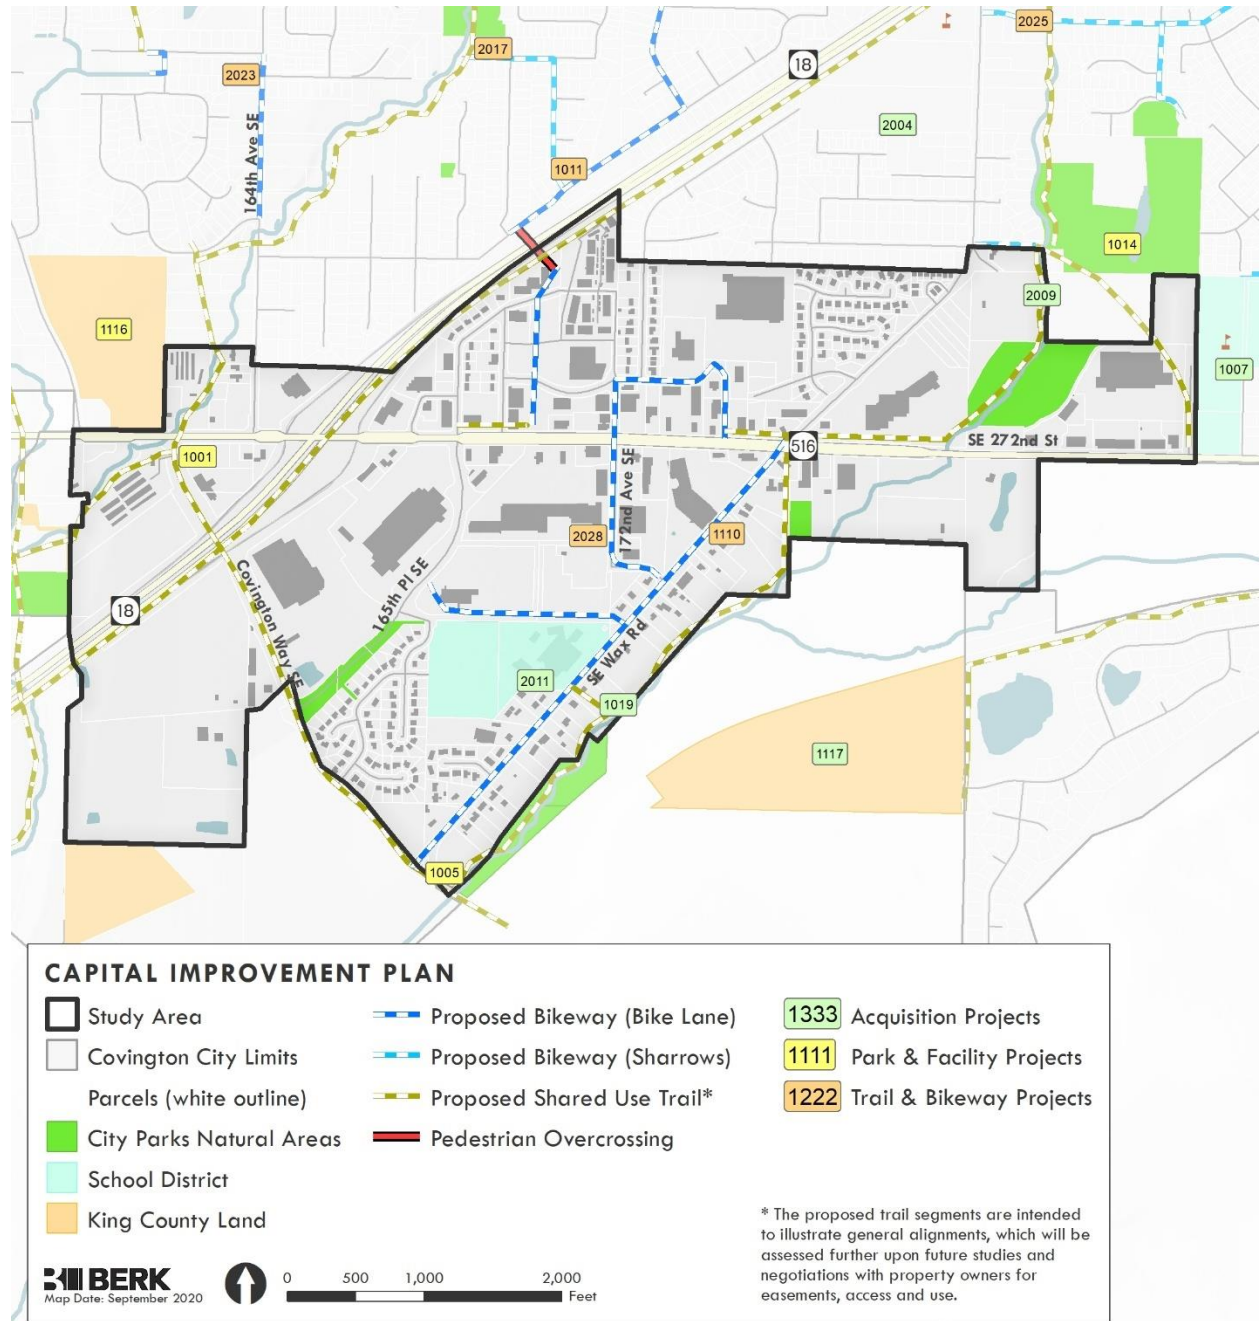 2025
2017
18
2023
2004
164th Ave SE
1011
1014
2009
1116
1007
SE 272nd St
516
1001
172nd Ave SE
2028
1110
Covington Way SE
165th Pl SE
18
SE Wax Rd
2011
1019
1117
1005
CAPITAL IMPROVEMENT PLAN
Study Area
Covington City Limits
Parcels (white outline)
City Parks Natural Areas
School District
King County Land
Proposed Bikeway (Bike Lane)
Proposed Bikeway (Sharrows)
Proposed Shared Use Trail*
Pedestrian Overcrossing
1333 Acquisition Projects
1111 Park & Facility Projects
1222 Trail & Bikeway Projects
BERK
Map Date: September 2020
0 500 1,000 2,000
Feet
* The proposed trail segments are intended
to illustrate general alignments, which will be
assessed further upon future studies and
negotiations with property owners for
easements, access and use.